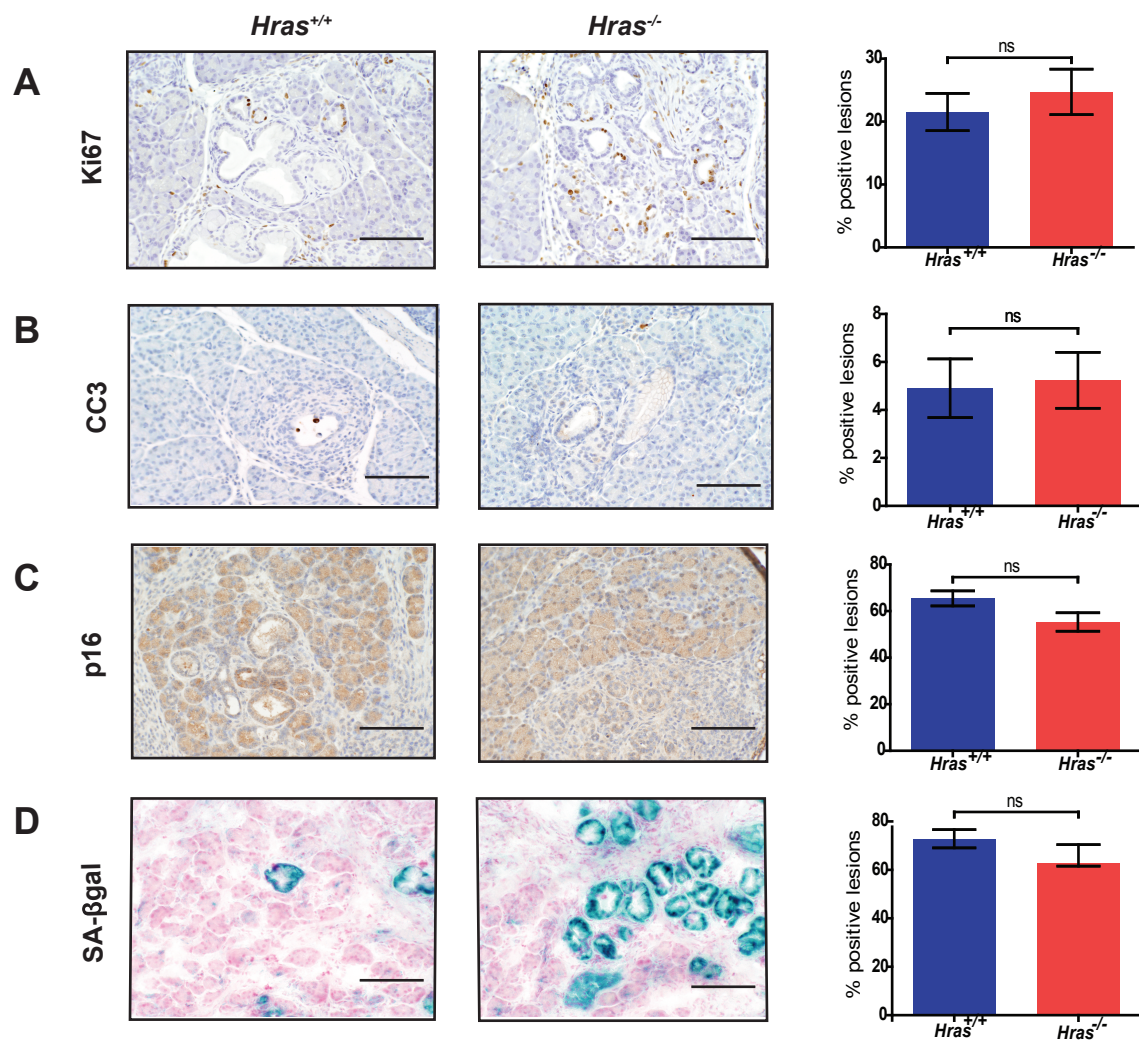 Hras+/+ Hras-/-
A
Ki67
ns
% positive lesions
30
20
10
0
Hras+/+ Hras-/-
B
CC3
ns
% positive lesions
8
6
4
2
0
Hras+/+ Hras-/-
C
p16
ns
% positive lesions
80
60
40
20
0
Hras+/+ Hras-/-
D
SA-βgal
ns
% positive lesions
80
60
40
20
0
Hras+/+ Hras-/-